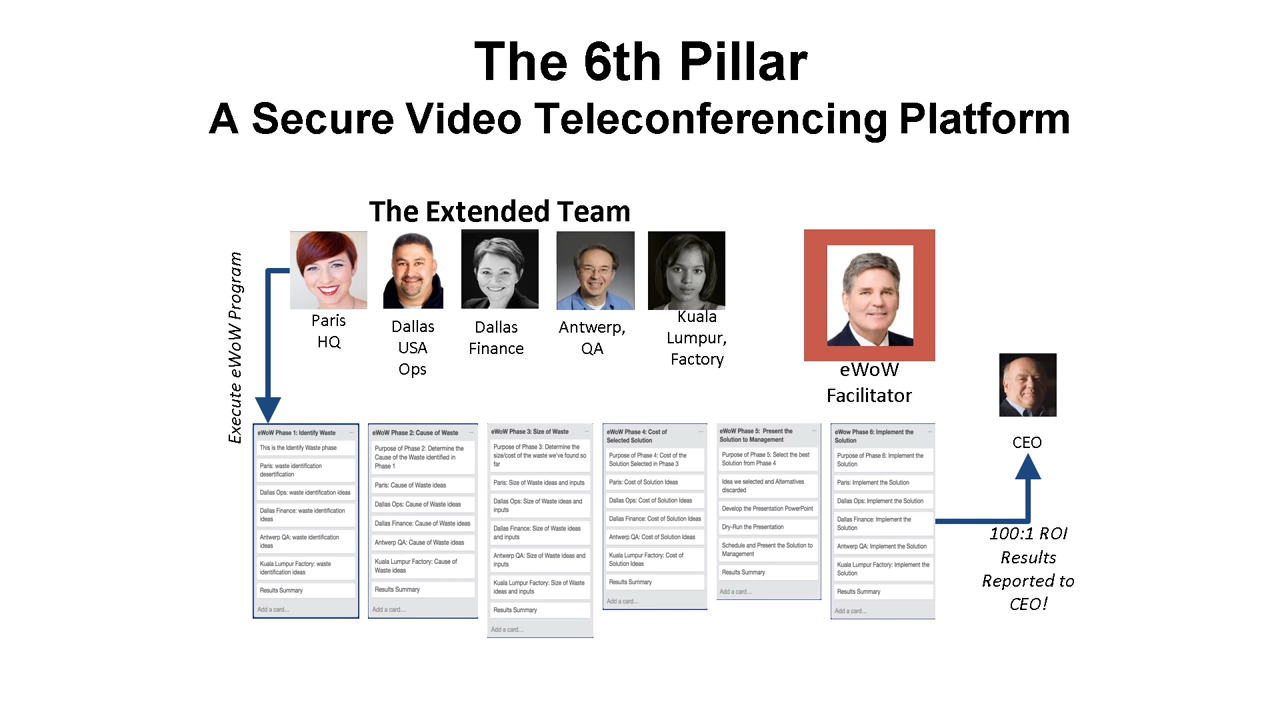 The 6th Pillar
A Secure Video Teleconferencing Platform
The Extended Team
Execute eWoW Program
Paris
HQ
Dallas
USA
Ops
Dallas
Finance
Antwerp,
QA
Kuala
Lumpur,
Factory
eWoW
Facilitator
CEO
eWoW Phase 1: Identify Waste
This is the Identify Waste phase
Paris: waste identification
desertification
Dallas Ops: waste identification ideas
Dallas Finance: waste identification
ideas
Antwerp QA: waste identification
ideas
Kuala Lumpur Factory: waste
identification ideas
Results Summary
Add a card...
eWoW Phase 2: Cause of Waste
Purpose of Phase 2: Determine the
Cause of the Waste identified in
Phase 1
Paris: Cause of Waste ideas
Dallas Ops: Cause of Waste ideas
Dallas Finance: Cause of Waste ideas
Antwerp QA: Cause of Waste ideas
Kuala Lumpur Factory: Cause of
Waste ideas
Results Summary
Add a card...
eWoW Phase 3: Size of Waste
Purpose of Phase 3: Determine the
size/cost of the waste we've found so
far
Paris: Size of Waste ideas and inputs
Dallas Ops: Size of Waste ideas and
inputs
Dallas Finance: Size of Waste ideas
and inputs
Antwerp QA: Size of Waste ideas and
inputs
Kuala Lumpur Factory: Size of Waste
ideas and inputs
Results Summary
Add a card...
eWoW Phase 4: Cost of
Selected Solution
Purpose of Phase 4: Cost of the
Solution Selected in Phase 3
Paris: Cost of Solution Ideas
Dallas Ops: Cost of Solution Ideas
Dallas Finance: Cost of Solution Ideas
Antwerp QA: Cost of Solution Ideas
Kuala Lumpur Factory: Cost of
Solution Ideas
Results Summary
Add a card...
eWoW Phase 5: Present the
Solution to Management
Purpose of Phase 5: Select the best
Solution from Phase 4
Idea we selected and Alternatives
discarded
Develop the Presentation PowerPoint
Dry-Run the Presentation
Schedule and Present the Solution to
Management
Results Summary
Add a card...
eWow Phase 6: Implement the
Solution
Purpose of Phase 6: Implement the
Solution
Paris: Implement the Solution
Dallas Ops: Implement the Solution
Dallas Finance: Implement the
Solution
Antwerp QA: Implement the Solution
Kuala Lumpur Factory: Implement the
Solution
Results Summary
Add a card...
100:1 ROI
Results
Reported to
CEO!